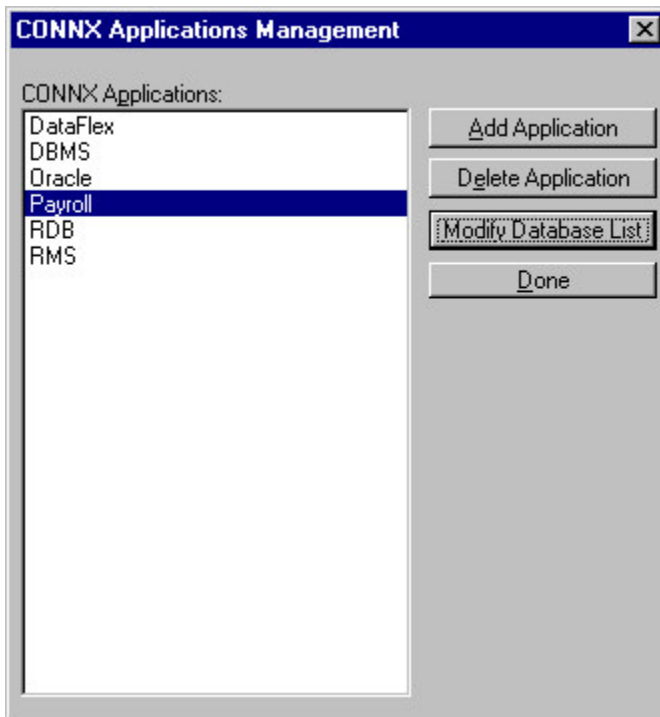 CONNX Applications Management
CONNX Applications:
DataFlex
DBMS
Oracle
Payroll
RDB
RMS
Add Application
Delete Application
Modify Database List
Done